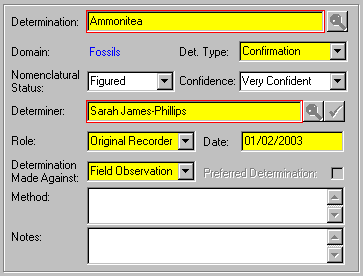 Determination: Ammonitea
Domain: Fossils Det. Type: Confirmation
Nomenclatural Status: Figured Confidence: Very Confident
Determiner: Sarah James-Phillips
Role: Original Recorder Date: 01/02/2003
Determination Made Against: Field Observation Preferred Determination:
Method:
Notes: